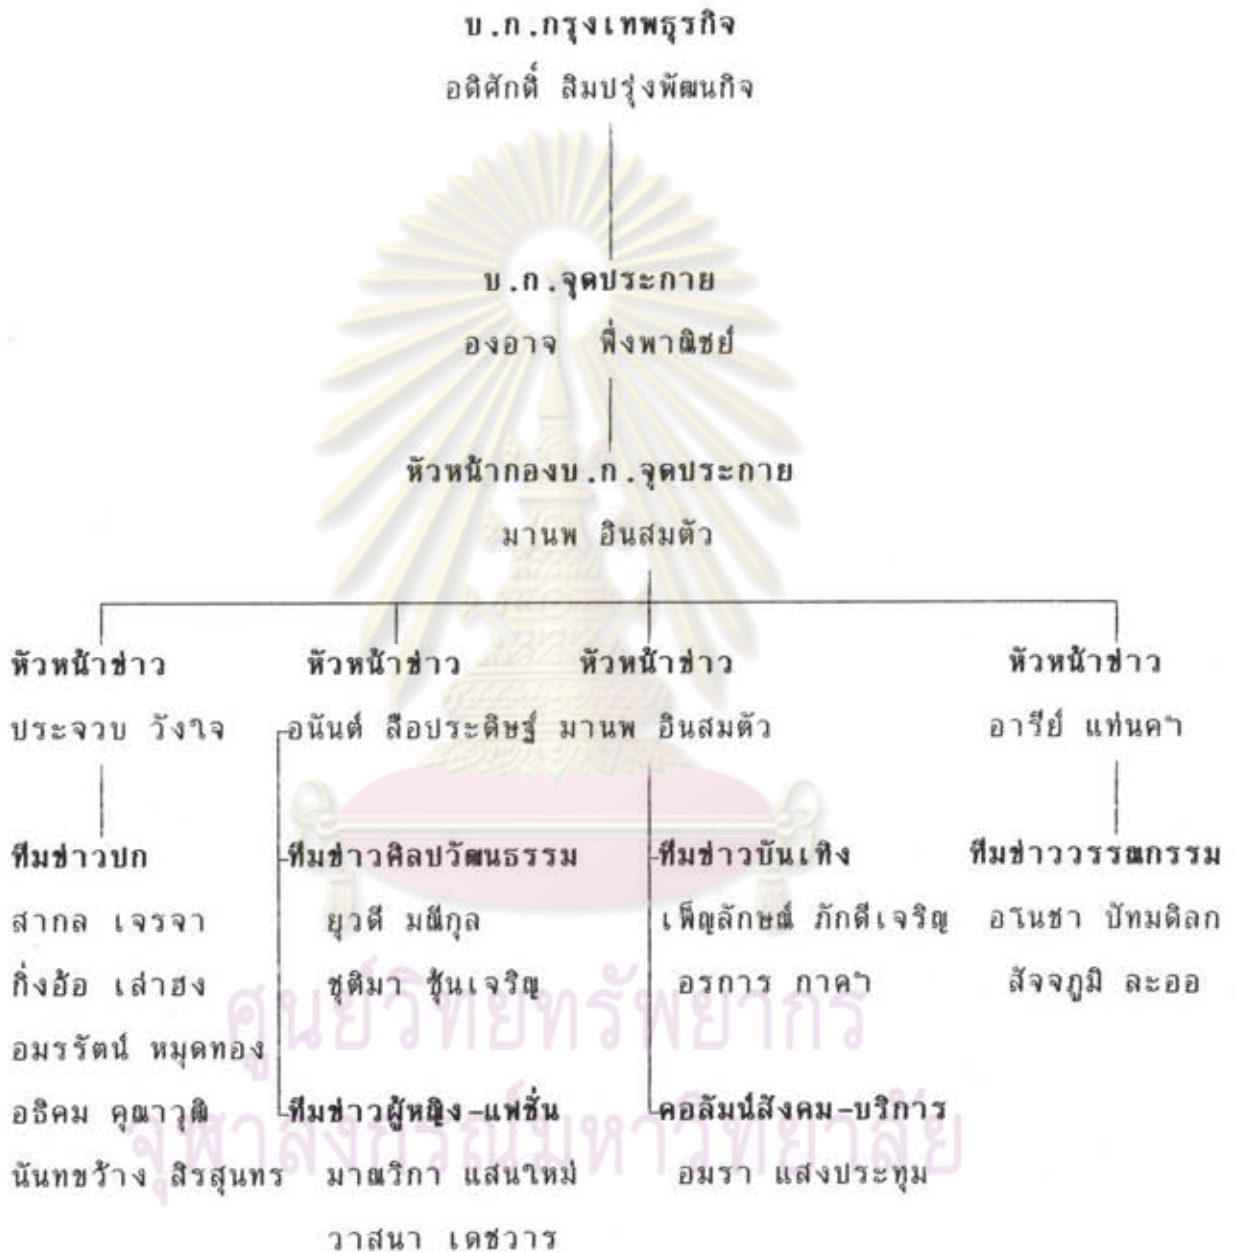 บ.ก.กรุงเทพธุรกิจ
อดิศักดิ์ ลิมปรุ่งพัฒนกิจ
บ.ก.จุดประกาย
องอาจ พึ่งพาณิชย์
หัวหน้ากองบ.ก.จุดประกาย
มานพ อินสมตัว
หัวหน้าข่าว หัวหน้าข่าว หัวหน้าข่าว หัวหน้าข่าว
ประจวบ วังใจ อนันต์ ลือประดิษฐ์ มานพ อินสมตัว อารีย์ แท่นคำ
ทีมข่าวปก ทีมข่าวศิลปวัฒนธรรม ทีมข่าวบันเทิง ทีมข่าววรรณกรรม
สากล เจรจา ยุวดี มณีกุล เพ็ญลักษณ์ ภักดีเจริญ อโนชา ปัทมดิลก
กิ่งอ้อ เล่าฮง ชุติมา ซุ้นเจริญ อรการ กาคำ สัจจภูมิ ละออ
อมรรัตน์ หมุดทอง
อธิคม คุณาวุฒิ ทีมข่าวผู้หญิง-แฟชั่น คอลัมน์สังคม-บริการ
นันทขว้าง สิรสุนทร มาณวิกา แสนใหม่ อมรา แสงประทุม
วาสนา เดชวาร
ศูนย์วิทยทรัพยากร
จุฬาลงกรณ์มหาวิทยาลัย